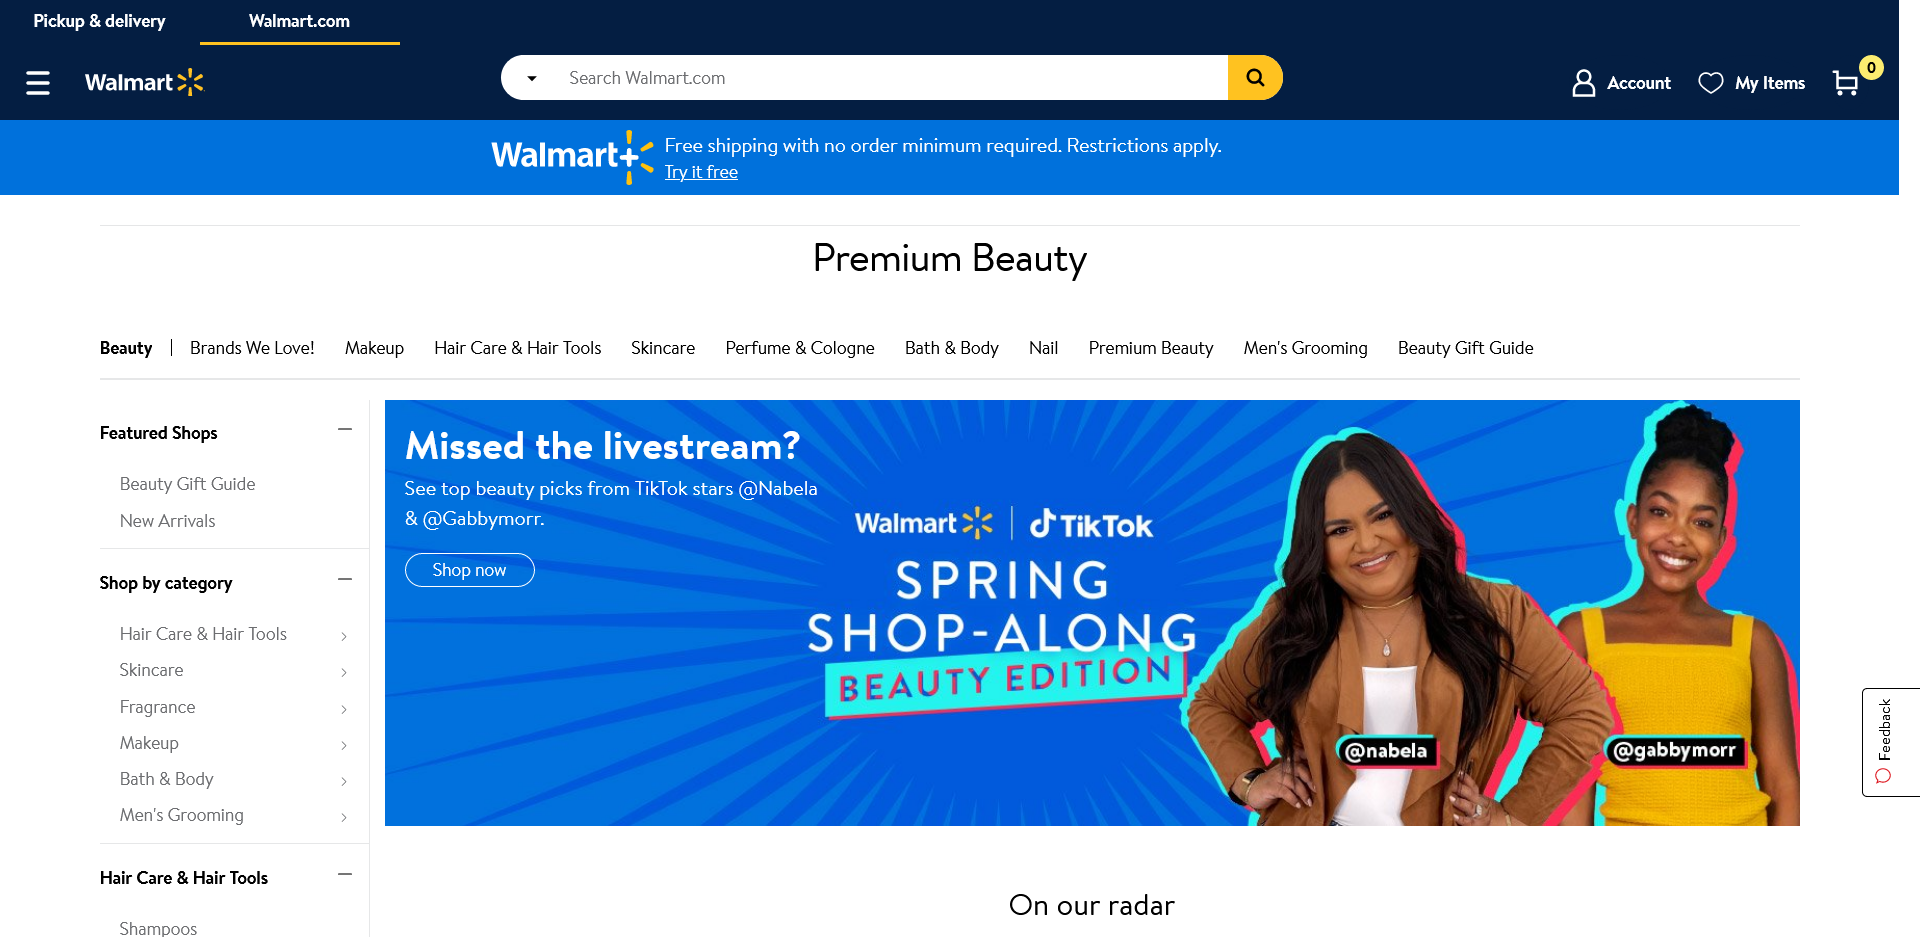 Pickup & delivery
Walmart.com
Walmart
Search Walmart.com
Account
My Items
0
Walmart+
Free shipping with no order minimum required. Restrictions apply.
Try it free
Premium Beauty
Beauty
Brands We Love!
Makeup
Hair Care & Hair Tools
Skincare
Perfume & Cologne
Bath & Body
Nail
Premium Beauty
Men's Grooming
Beauty Gift Guide
Featured Shops
Beauty Gift Guide
New Arrivals
Shop by category
Hair Care & Hair Tools
Skincare
Fragrance
Makeup
Bath & Body
Men's Grooming
Hair Care & Hair Tools
Shampoos
Missed the livestream?
See top beauty picks from TikTok stars @Nabela
& @Gabbymorr.
Shop now
Walmart | TikTok
SPRING
SHOP-ALONG
BEAUTY EDITION
@nabela
@gabbymorr
Feedback
On our radar